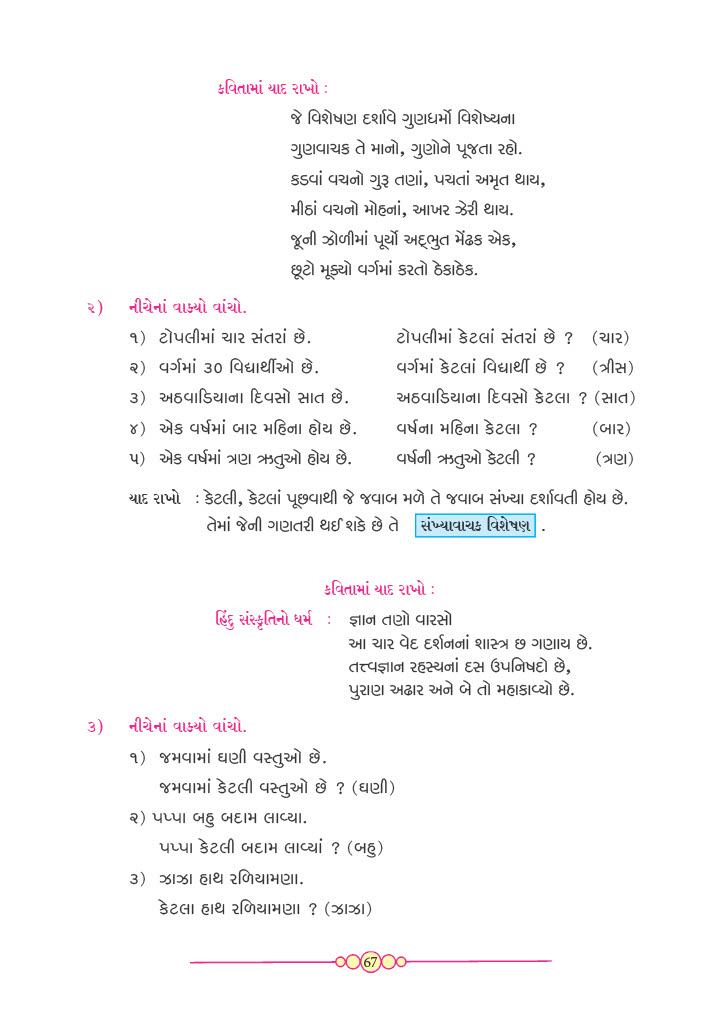 કવિતામાં યાદ રાખો :
જે વિશેષણ દર્શાવે ગુણધર્મો વિશેષ્યના
ગુણવાચક તે માનો, ગુણોને પૂજતા રહો.
કડવાં વચનો ગુરૂ તણાં, પચતાં અમૃત થાય,
મીઠાં વચનો મોહનાં, આખર ઝેરી થાય.
જૂની ઝોળીમાં પૂર્યો અદ્ભુત મેંઢક એક,
છૂટો મૂક્યો વર્ગમાં કરતો ઠેકાઠેક.
૨) નીચેનાં વાક્યો વાંચો.
૧) ટોપલીમાં ચાર સંતરાં છે. ટોપલીમાં કેટલાં સંતરાં છે ? (ચાર)
૨) વર્ગમાં ૩૦ વિદ્યાર્થીઓ છે. વર્ગમાં કેટલાં વિદ્યાર્થી છે ? (ત્રીસ)
૩) અઠવાડિયાના દિવસો સાત છે. અઠવાડિયાના દિવસો કેટલા ? (સાત)
૪) એક વર્ષમાં બાર મહિના હોય છે. વર્ષના મહિના કેટલા ? (બાર)
૫) એક વર્ષમાં ત્રણ ઋતુઓ હોય છે. વર્ષની ઋતુઓ કેટલી ? (ત્રણ)
યાદ રાખો : કેટલી, કેટલાં પૂછવાથી જે જવાબ મળે તે જવાબ સંખ્યા દર્શાવતી હોય છે.
તેમાં જેની ગણતરી થઈ શકે છે તે સંખ્યાવાચક વિશેષણ .
કવિતામાં યાદ રાખો :
હિંદુ સંસ્કૃતિનો ધર્મ : જ્ઞાન તણો વારસો
આ ચાર વેદ દર્શનનાં શાસ્ત્ર છ ગણાય છે.
તત્ત્વજ્ઞાન રહસ્યનાં દસ ઉપનિષદો છે,
પુરાણ અઢાર અને બે તો મહાકાવ્યો છે.
૩) નીચેનાં વાક્યો વાંચો.
૧) જમવામાં ઘણી વસ્તુઓ છે.
જમવામાં કેટલી વસ્તુઓ છે ? (ઘણી)
૨) પપ્પા બહુ બદામ લાવ્યા.
પપ્પા કેટલી બદામ લાવ્યાં ? (બહુ)
૩) ઝાઝા હાથ રળિયામણા.
કેટલા હાથ રળિયામણા ? (ઝાઝા)
67